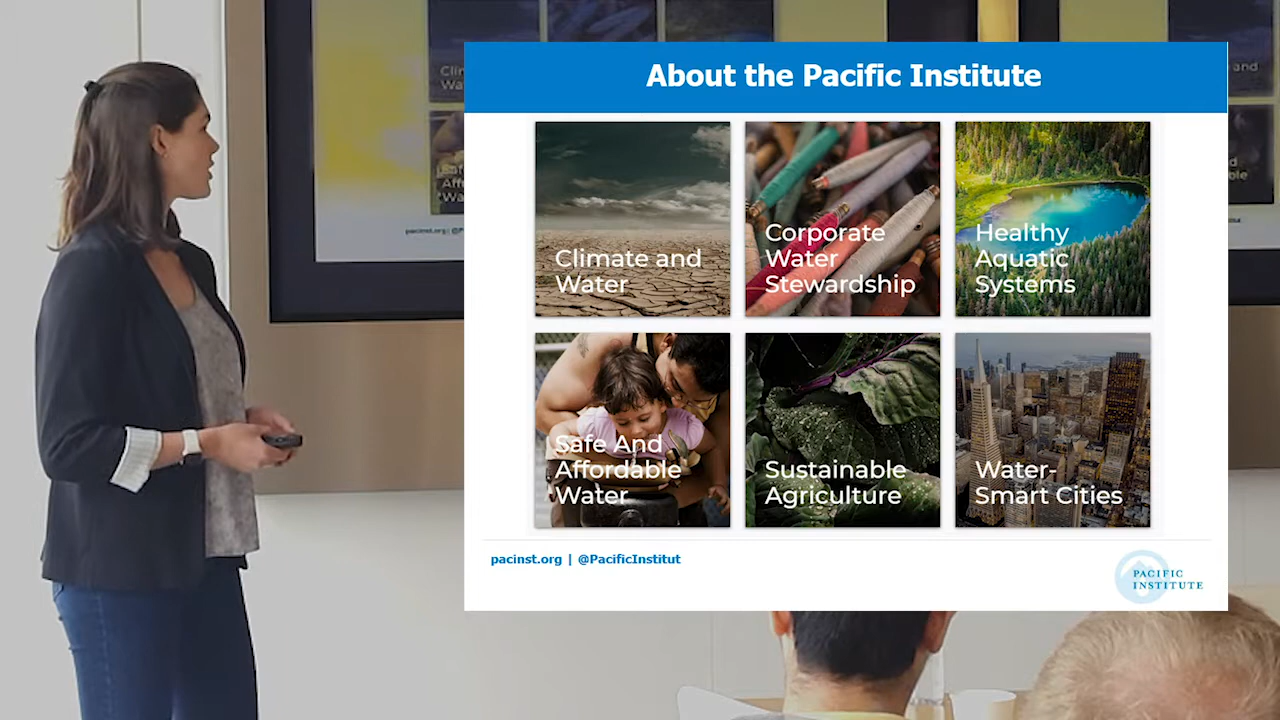 About the Pacific Institute
Climate and
Water
Corporate
Water
Stewardship
Healthy
Aquatic
Systems
Safe And
Affordable
Water
Sustainable
Agriculture
Water-
Smart Cities
pacinst.org | @PacificInstitut
PACIFIC
INSTITUTE